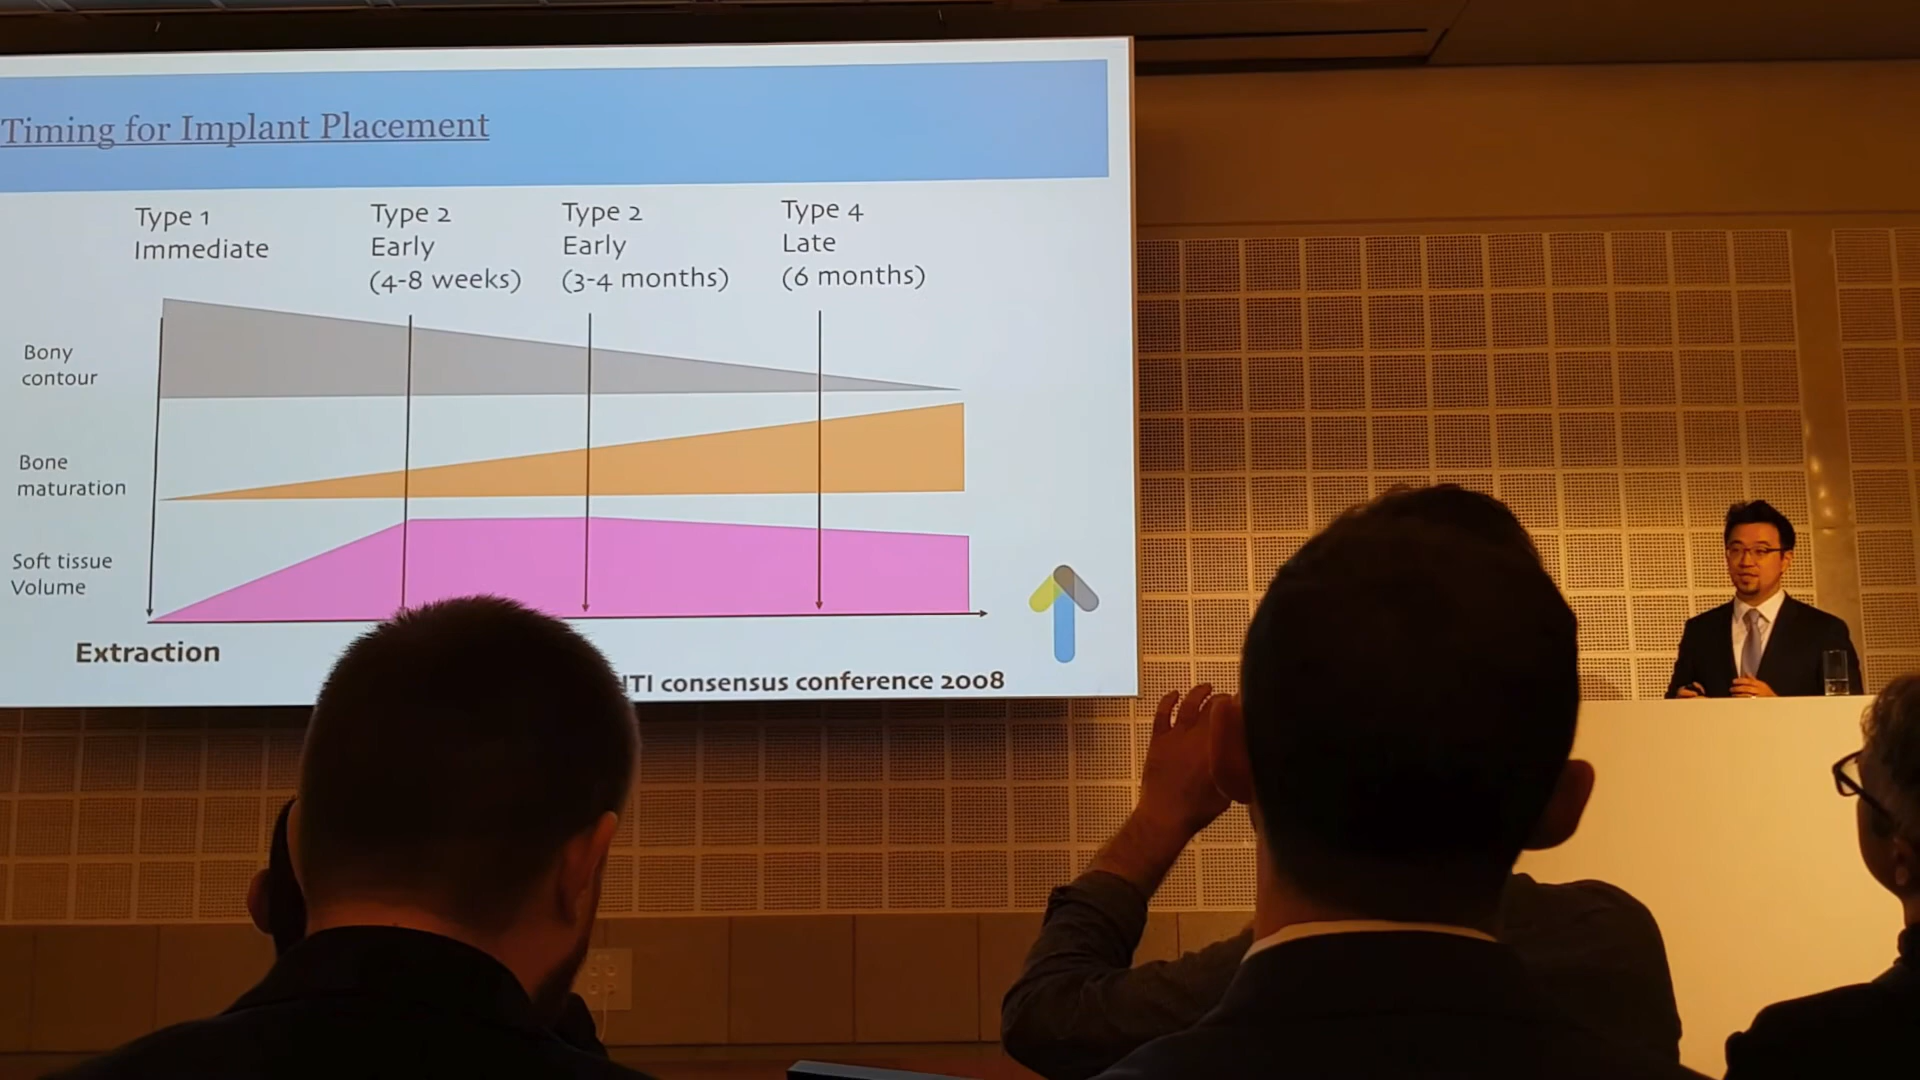 Timing for Implant Placement
Type 1
Immediate
Type 2
Early
(4-8 weeks)
Type 2
Early
(3-4 months)
Type 4
Late
(6 months)
Bony
contour
Bone
maturation
Soft tissue
Volume
Extraction
ITI consensus conference 2008